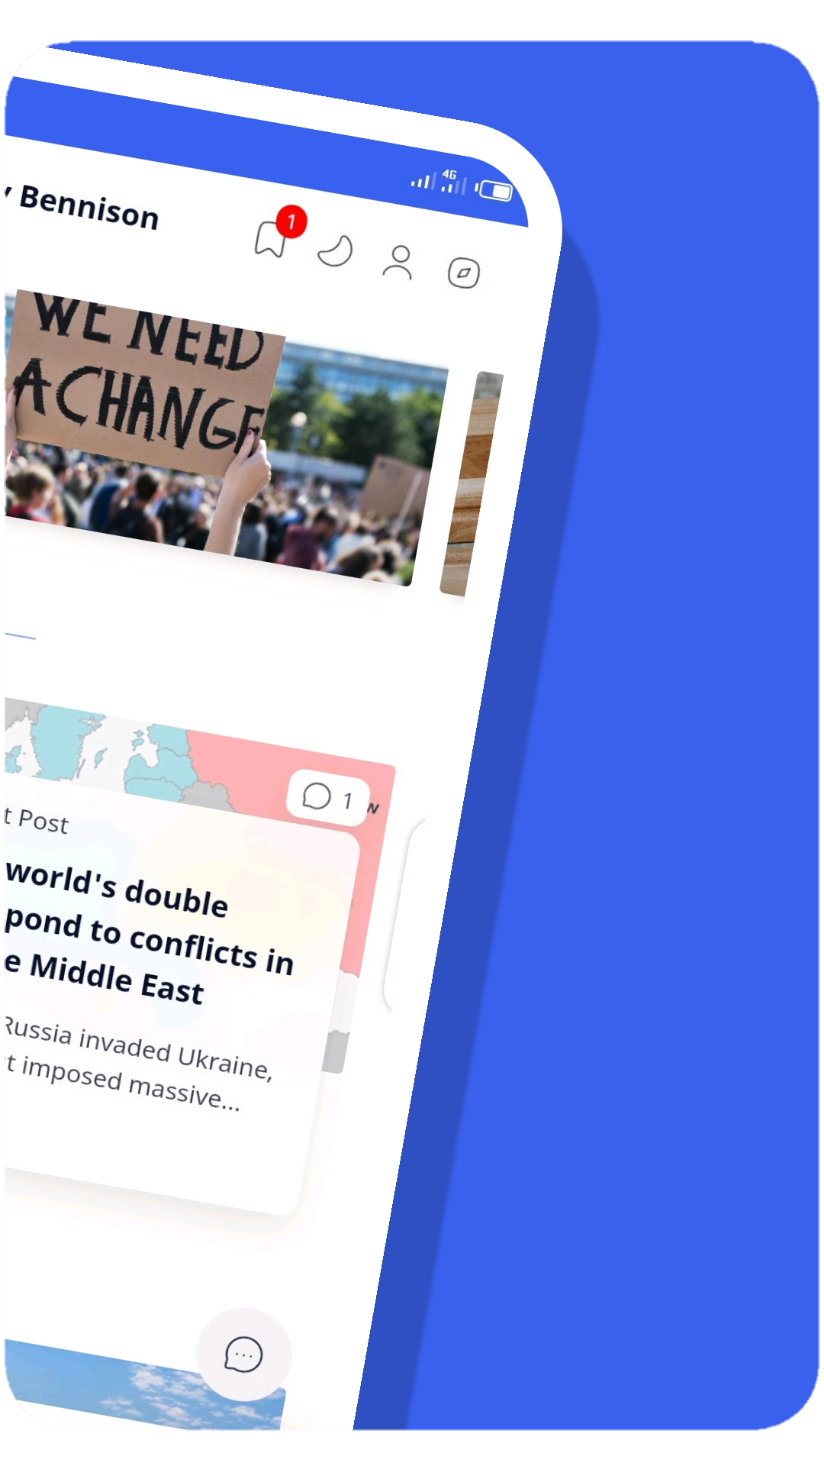 4G
Bennison
1
WE NEED
A CHANGE
1
t Post
world's double
pond to conflicts in
e Middle East
Russia invaded Ukraine,
t imposed massive...